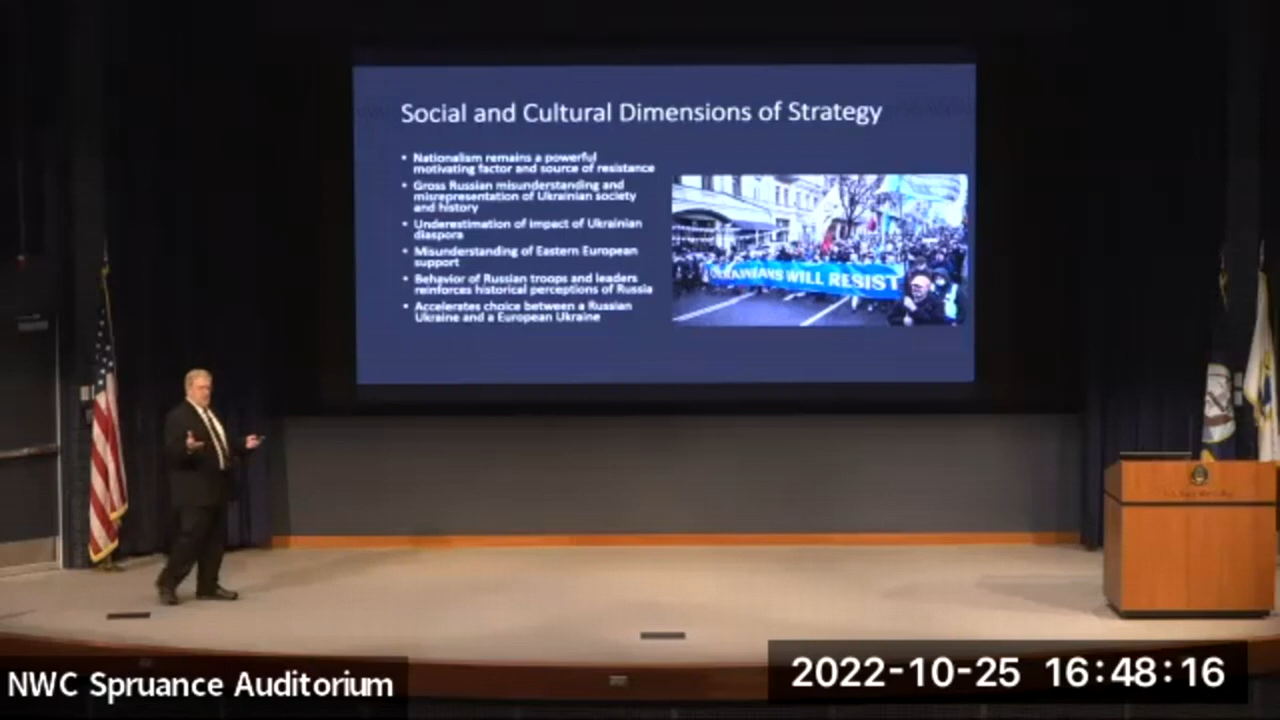 Social and Cultural Dimensions of Strategy
• Nationalism remains a powerful
motivating factor and source of resistance
• Gross Russian misunderstanding and
misrepresentation of Ukrainian society
and history
• Underestimation of impact of Ukrainian
diaspora
• Misunderstanding of Eastern European
support
• Behavior of Russian troops and leaders
reinforces historical perceptions of Russia
• Accelerates choice between a Russian
Ukraine and a European Ukraine
UKRAINIANS WILL RESIST
NWC Spruance Auditorium
2022-10-25 16:48:16